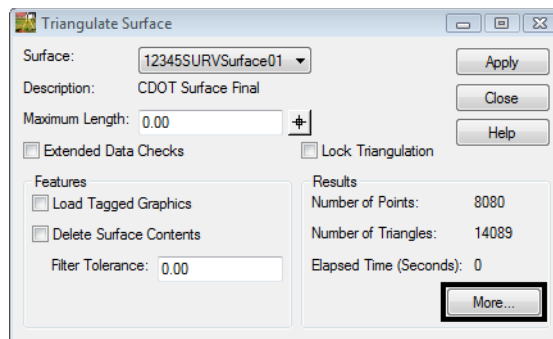 Triangulate Surface
Surface: 12345SURVSurface01 Apply
Description: CDOT Surface Final Close
Maximum Length: 0.00 Help
Extended Data Checks Lock Triangulation
Features
Load Tagged Graphics
Delete Surface Contents
Filter Tolerance: 0.00
Results
Number of Points: 8080
Number of Triangles: 14089
Elapsed Time (Seconds): 0
More...